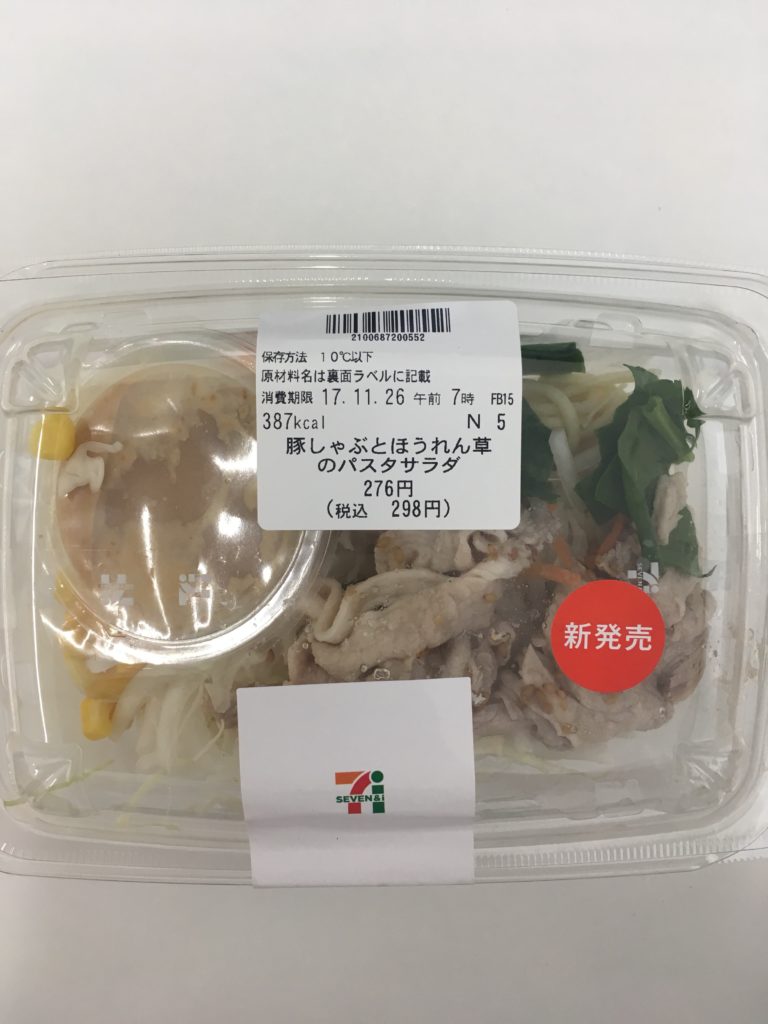 2100687200552
保存方法 10℃以下
原材料名は裏面ラベルに記載
消費期限 17.11.26 午前 7時 FB15
387kcal N 5
豚しゃぶとほうれん草
のパスタサラダ
276円
(税込 298円)
新発売
SEVEN&i